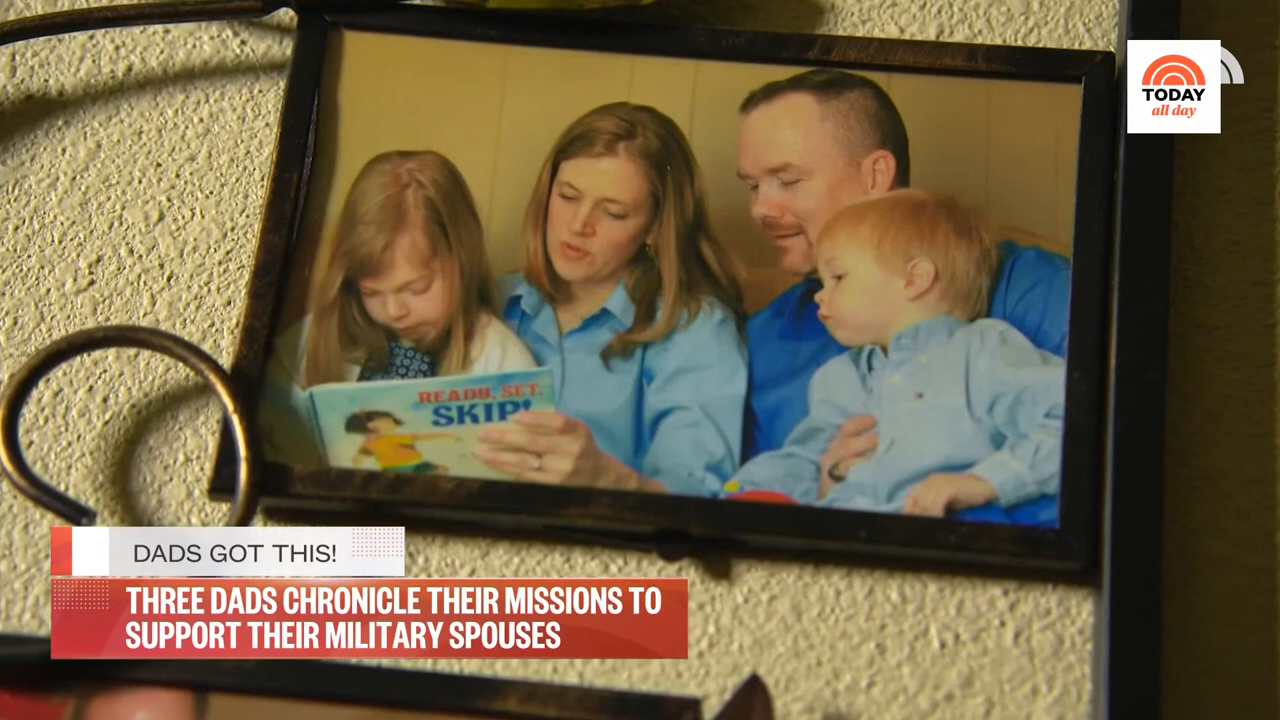 TODAY
all day
READY, SET,
SKIP!
DADS GOT THIS!
THREE DADS CHRONICLE THEIR MISSIONS TO
SUPPORT THEIR MILITARY SPOUSES